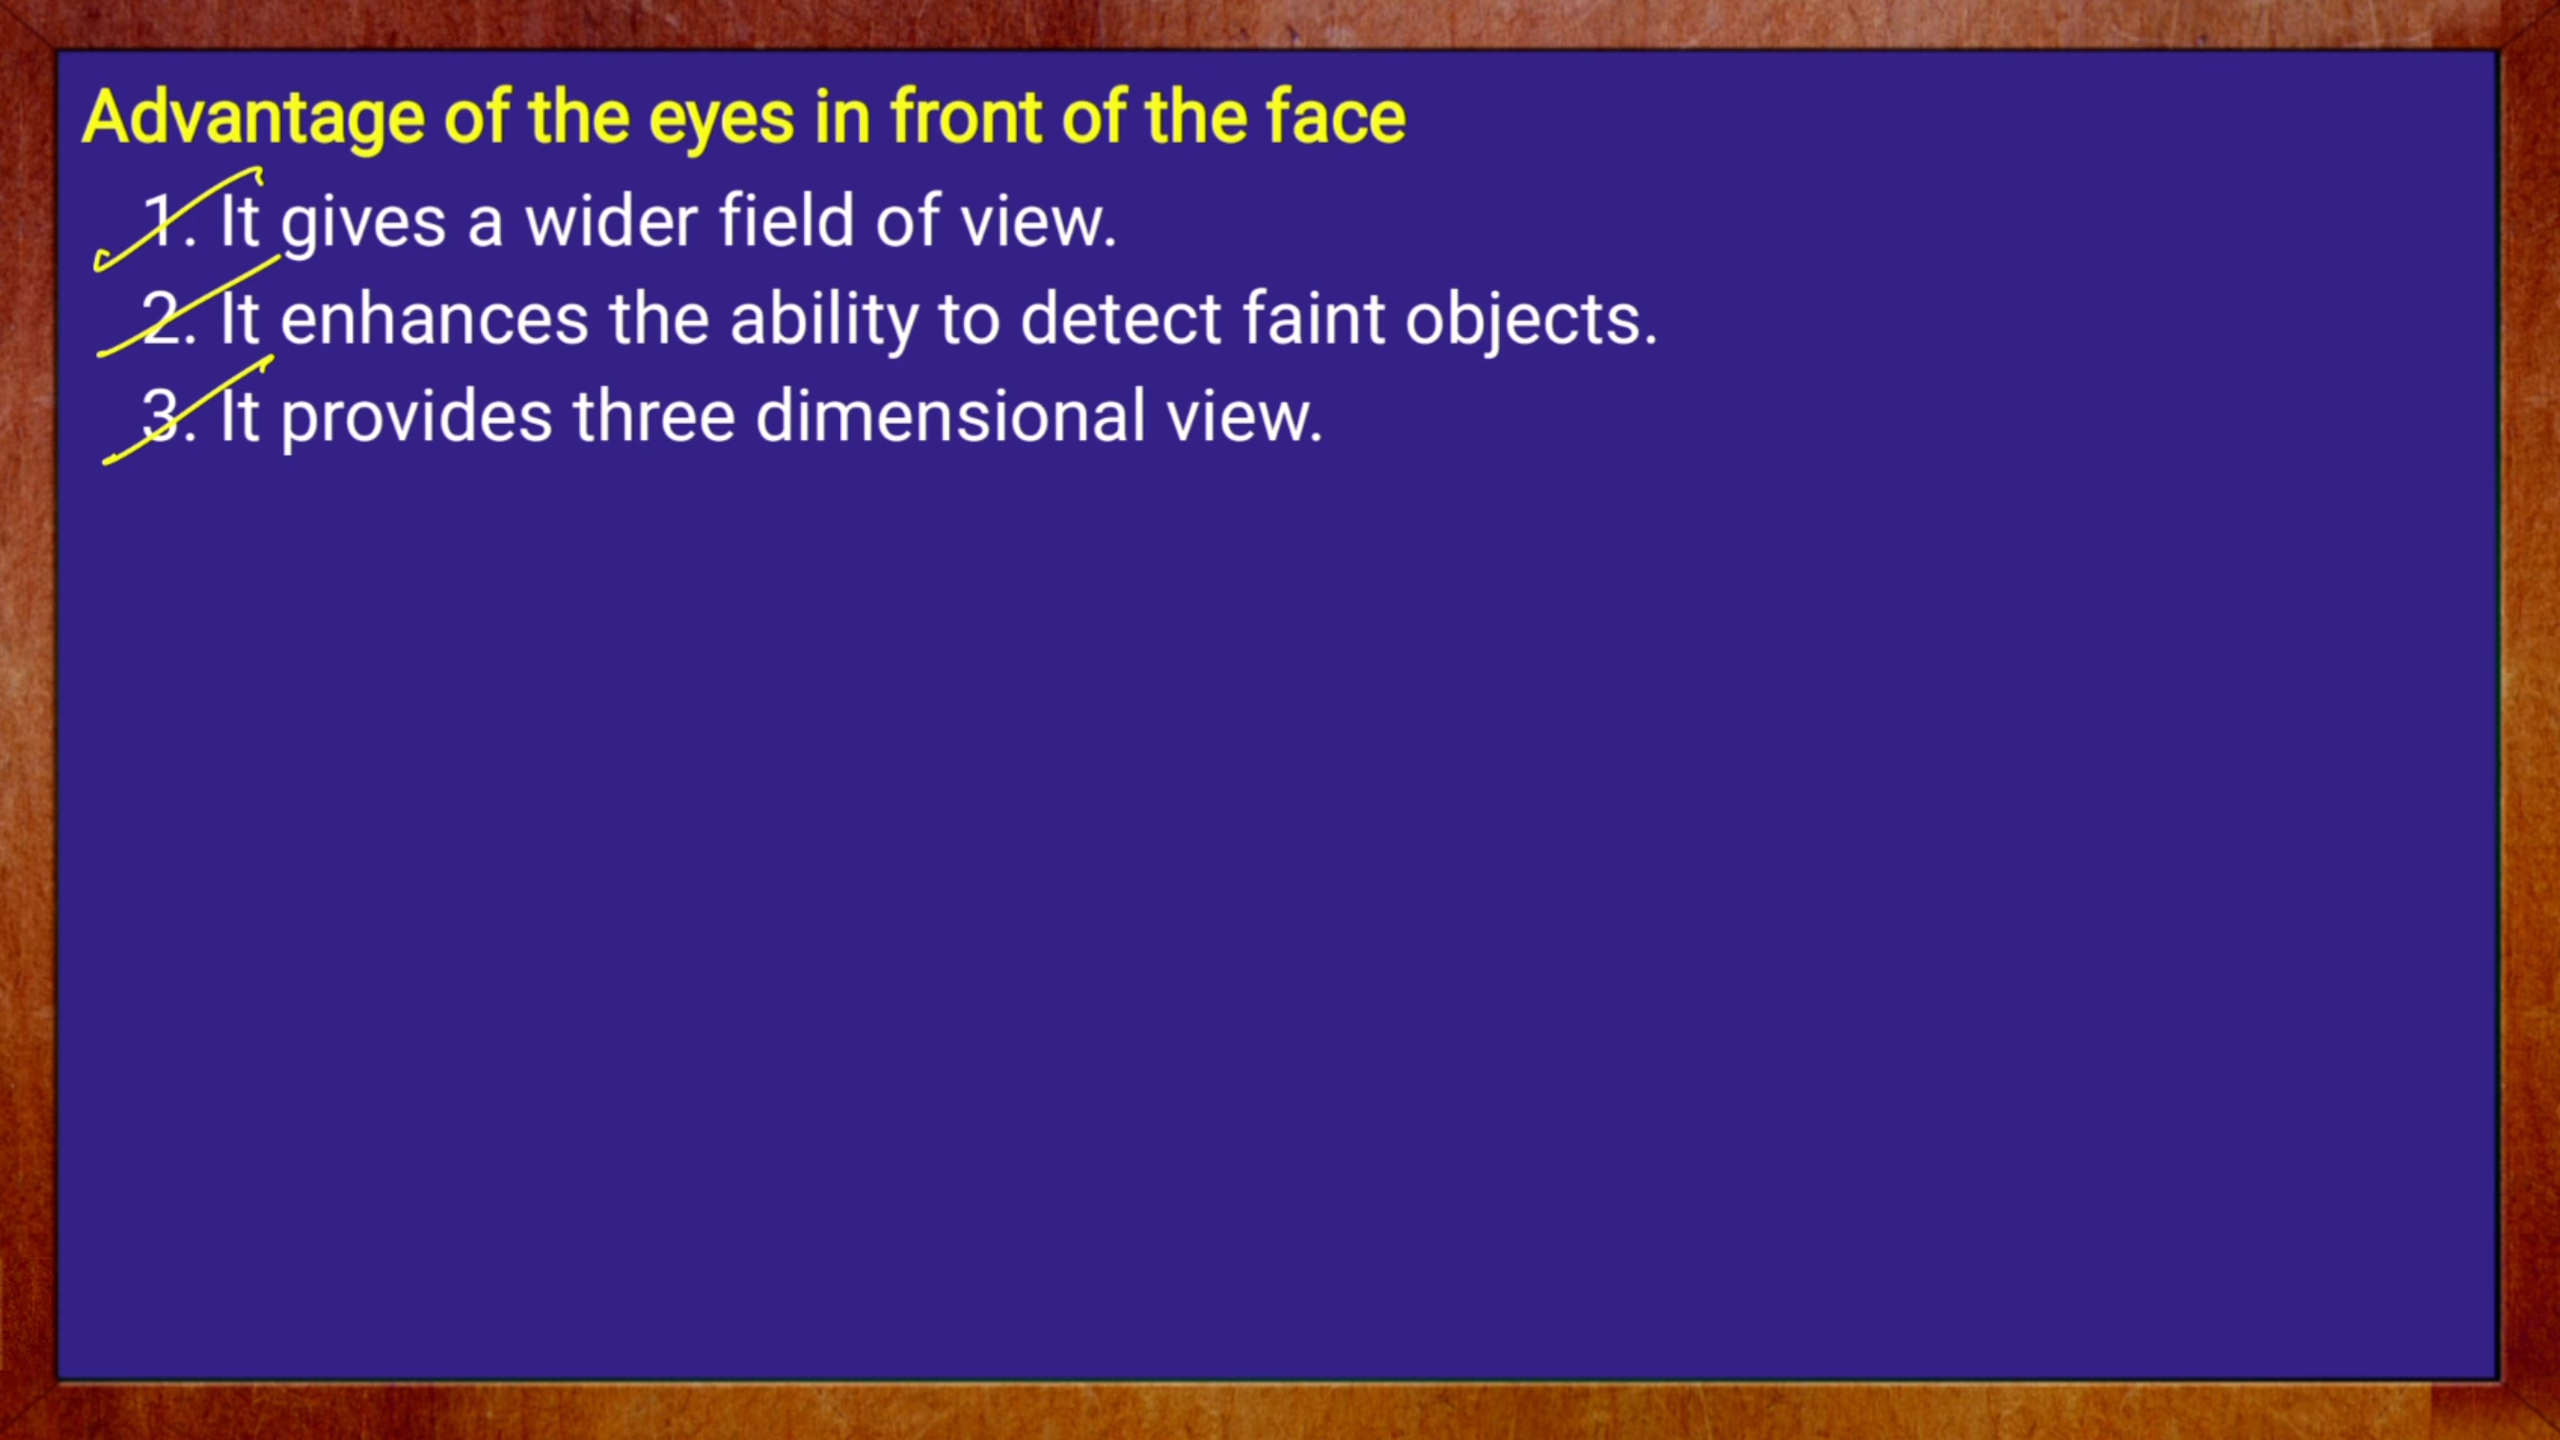 Advantage of the eyes in front of the face
1. It gives a wider field of view.
2. It enhances the ability to detect faint objects.
3. It provides three dimensional view.